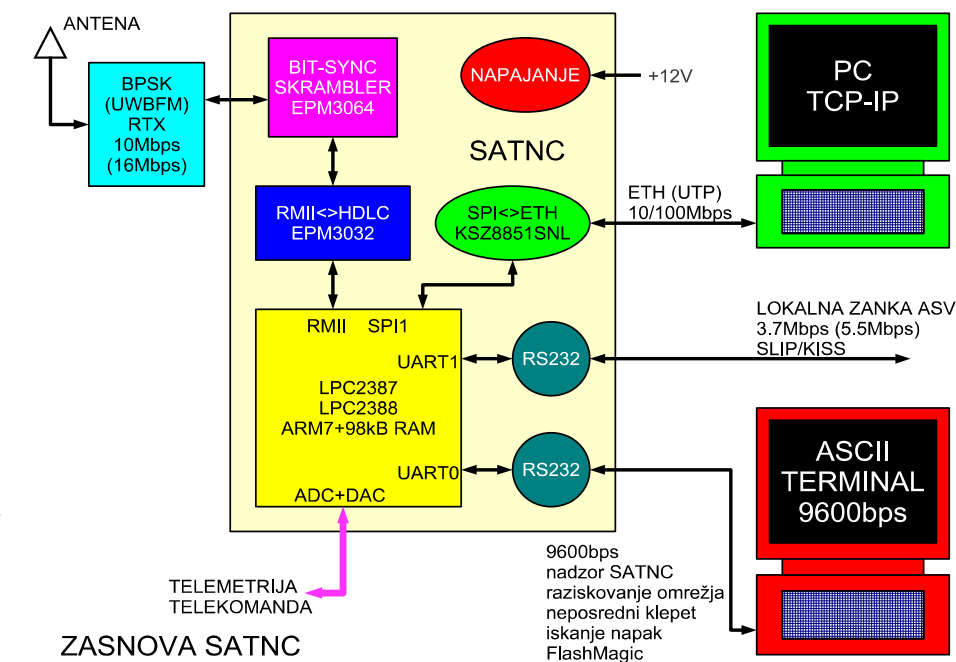 ANTENA
BPSK
(UWBFM)
RTX
10Mbps
(16Mbps)
BIT-SYNC
SKRAMBLER
EPM3064
NAPAJANJE
+12V
SATNC
PC
TCP-IP
RMII<>HDLC
EPM3032
SPI<>ETH
KSZ8851SNL
ETH (UTP)
10/100Mbps
RMII SPI1
UART1
LPC2387
LPC2388
ARM7+98kB RAM
UART0
ADC+DAC
RS232
LOKALNA ZANKA ASV
3.7Mbps (5.5Mbps)
SLIP/KISS
RS232
ASCII
TERMINAL
9600bps
9600bps
nadzor SATNC
raziskovanje omrežja
neposredni klepet
iskanje napak
FlashMagic
TELEMETRIJA
TELEKOMANDA
ZASNOVA SATNC